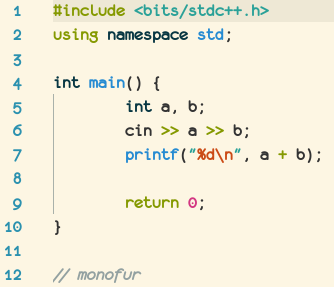 1 #include <bits/stdc++.h>
2 using namespace std;
3
4 int main() {
5 int a, b;
6 cin >> a >> b;
7 printf("%d\n", a + b);
8
9 return 0;
10 }
11
12 // monofur